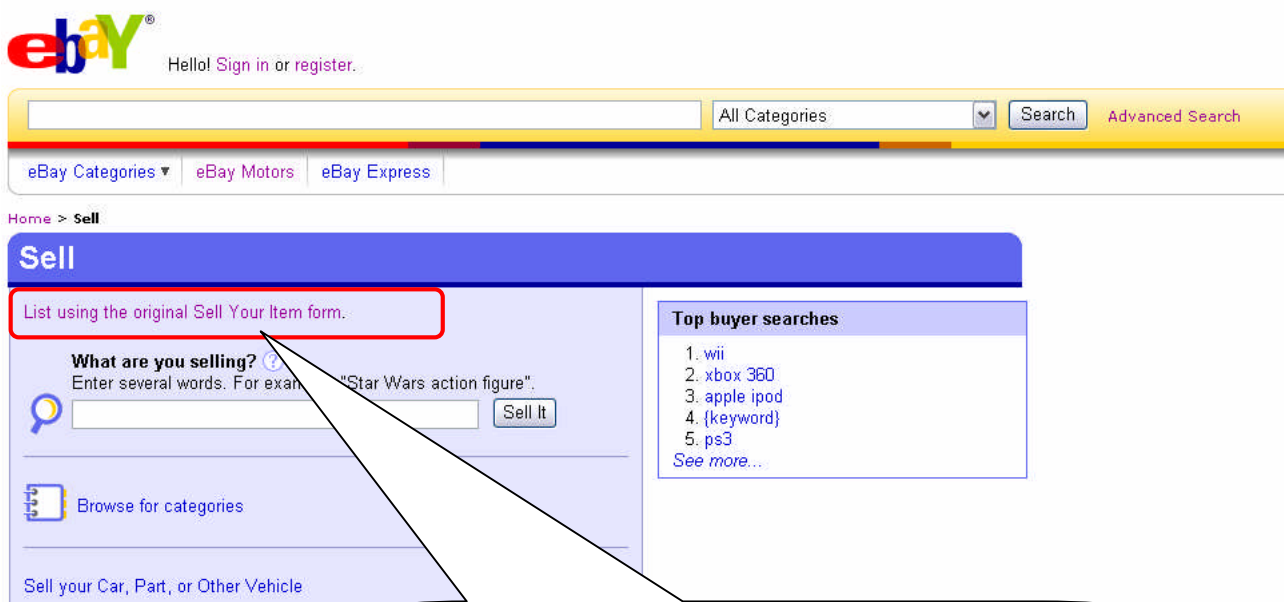 ebaY®
Hello! Sign in or register.
All Categories
Search
Advanced Search
eBay Categories ▼
eBay Motors
eBay Express
Home > Sell
Sell
List using the original Sell Your Item form.
What are you selling? ?
Enter several words. For exam "Star Wars action figure".
Sell It
Browse for categories
Sell your Car, Part, or Other Vehicle
Top buyer searches
1. wii
2. xbox 360
3. apple ipod
4. {keyword}
5. ps3
See more...